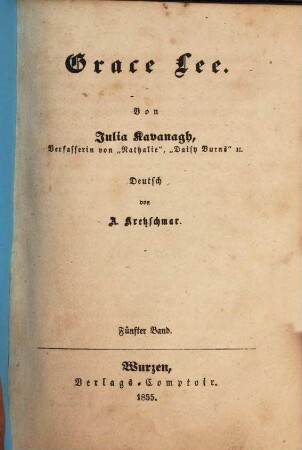 Grace Lee.
Von
Julia Kavanagh,
Verfasserin von „Nathalie“, „Daisy Burns“ ꝛc.
Deutsch
von
A. Kretzschmar.
Fünfter Band.
Wurzen,
Verlags-Comptoir.
1855.